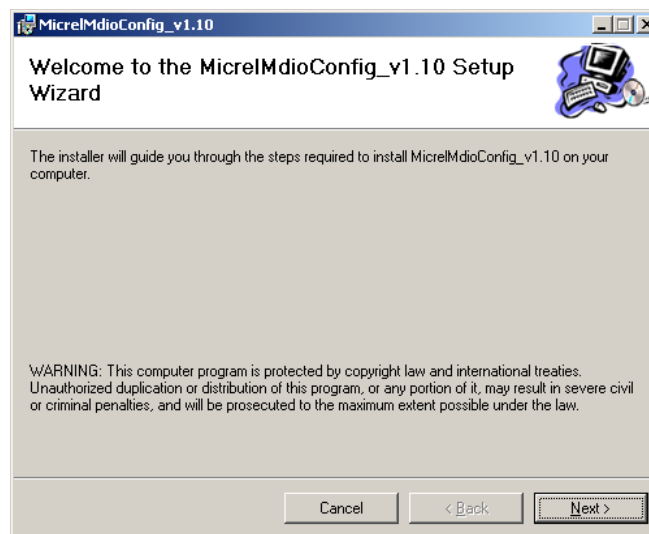 MicrelMdioConfig_v1.10
Welcome to the MicrelMdioConfig_v1.10 Setup
Wizard
The installer will guide you through the steps required to install MicrelMdioConfig_v1.10 on your
computer.
WARNING: This computer program is protected by copyright law and international treaties.
Unauthorized duplication or distribution of this program, or any portion of it, may result in severe civil
or criminal penalties, and will be prosecuted to the maximum extent possible under the law.
Cancel
< Back
Next >